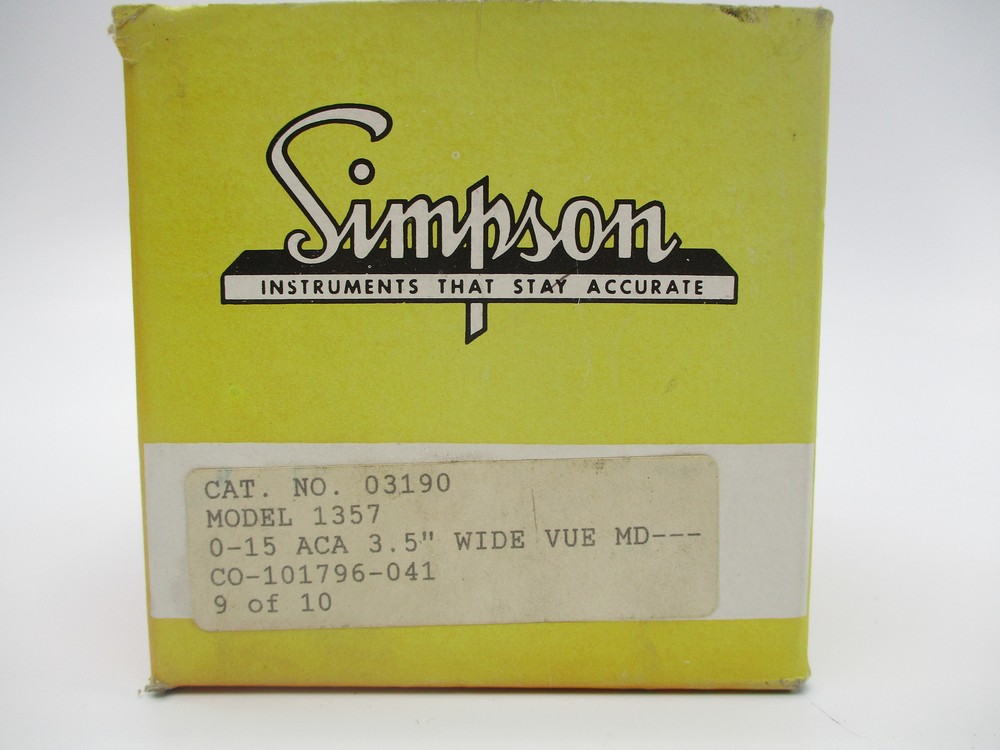 Simpson
INSTRUMENTS THAT STAY ACCURATE
CAT. NO. 03190
MODEL 1357
0-15 ACA 3.5" WIDE VUE MD---
CO-101796-041
9 of 10